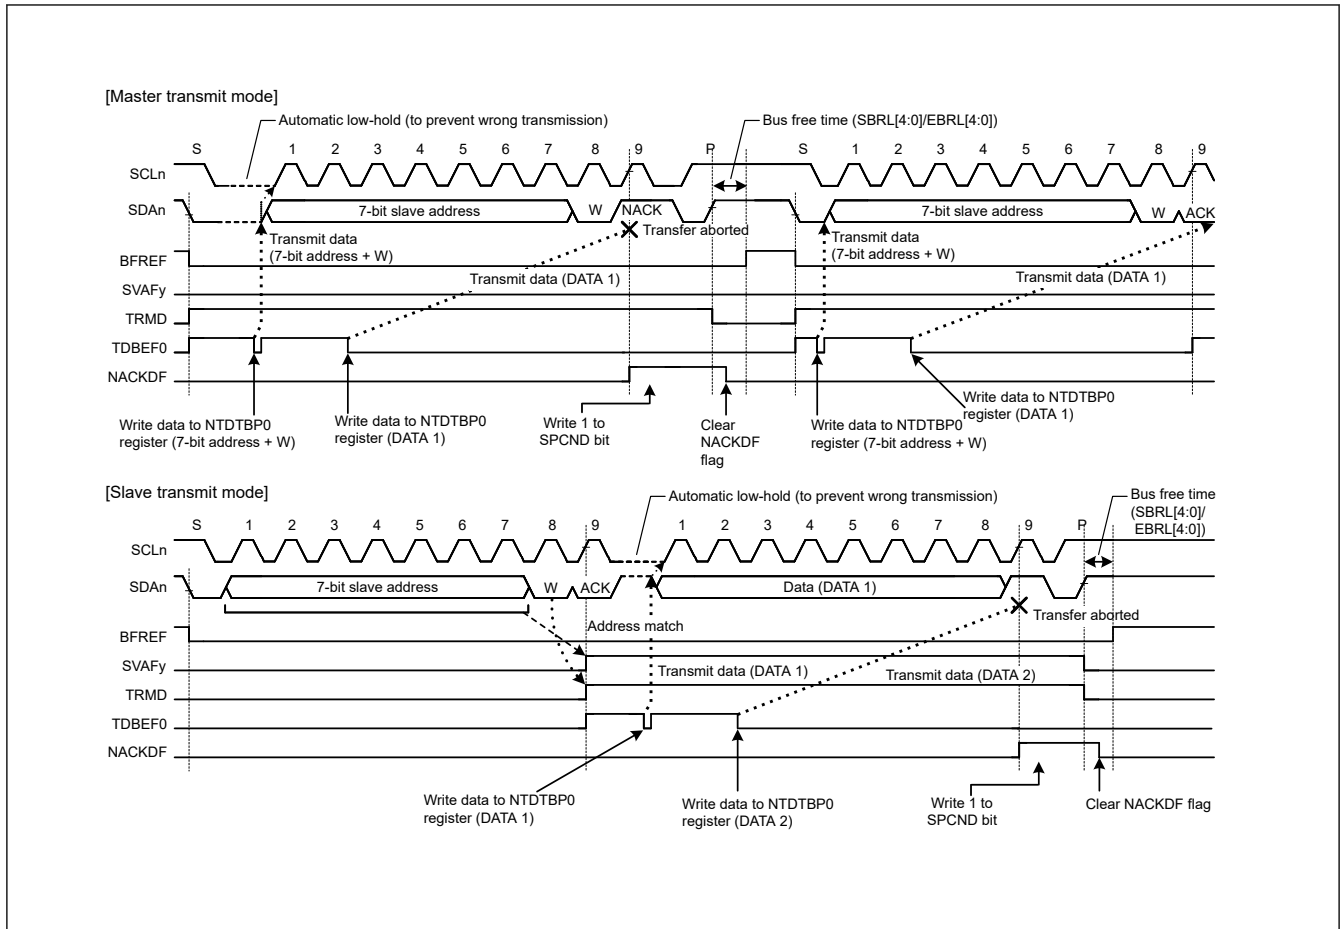 [Master transmit mode]
Automatic low-hold (to prevent wrong transmission)
Bus free time (SBRL[4:0]/EBRL[4:0])
S 1 2 3 4 5 6 7 8 9 P S 1 2 3 4 5 6 7 8 9
SCLn
SDAn 7-bit slave address W NACK 7-bit slave address W ACK
Transfer aborted
Transmit data
(7-bit address + W)
Transmit data
(7-bit address + W)
BFREF
Transmit data (DATA 1)
Transmit data (DATA 1)
SVAFy
TRMD
TDBEF0
NACKDF
Write data to NTDTBP0
register (7-bit address + W)
Write data to NTDTBP0
register (DATA 1)
Write 1 to
SPCND bit
Clear
NACKDF
flag
Write data to NTDTBP0
register (7-bit address + W)
Write data to NTDTBP0
register (DATA 1)
[Slave transmit mode]
Automatic low-hold (to prevent wrong transmission)
Bus free time
(SBRL[4:0]/
EBRL[4:0])
S 1 2 3 4 5 6 7 8 9 1 2 3 4 5 6 7 8 9 P
SCLn
SDAn 7-bit slave address W ACK Data (DATA 1)
Transfer aborted
Address match
BFREF
SVAFy
Transmit data (DATA 1)
Transmit data (DATA 2)
TRMD
TDBEF0
NACKDF
Write data to NTDTBP0
register (DATA 1)
Write data to NTDTBP0
register (DATA 2)
Write 1 to
SPCND bit
Clear NACKDF flag